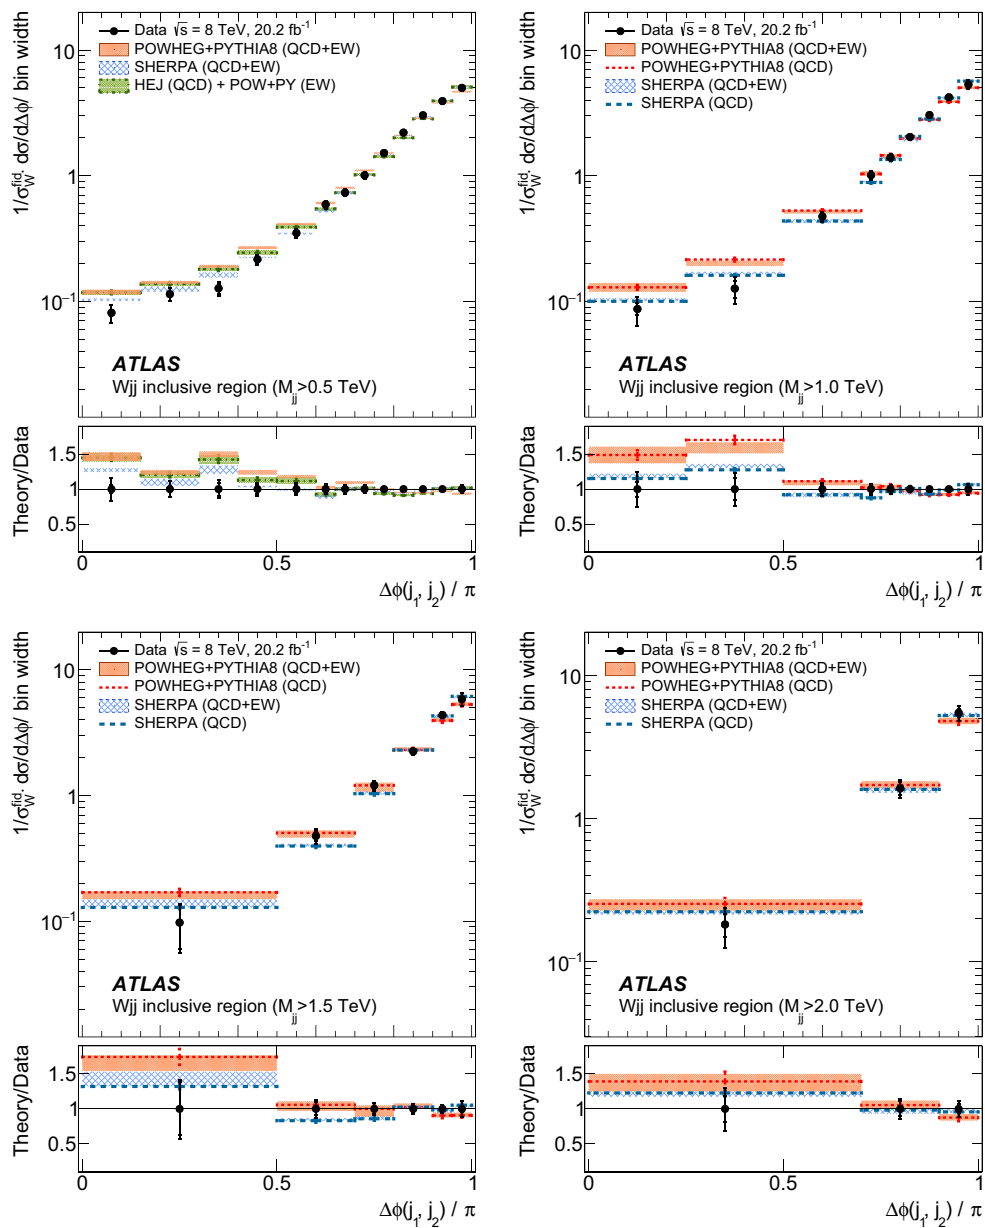 Data √s = 8 TeV, 20.2 fb⁻¹
POWHEG+PYTHIA8 (QCD+EW)
SHERPA (QCD+EW)
HEJ (QCD) + POW+PY (EW)
1/σ_W^fid. dσ/dΔϕ/ bin width
10
1
10⁻¹
ATLAS
Wjj inclusive region (M_jj>0.5 TeV)
Theory/Data
1.5
1
0.5
0 0.5 1
Δϕ(j₁, j₂) / π
Data √s = 8 TeV, 20.2 fb⁻¹
POWHEG+PYTHIA8 (QCD+EW)
POWHEG+PYTHIA8 (QCD)
SHERPA (QCD+EW)
SHERPA (QCD)
1/σ_W^fid. dσ/dΔϕ/ bin width
10
1
10⁻¹
ATLAS
Wjj inclusive region (M_jj>1.0 TeV)
Theory/Data
1.5
1
0.5
0 0.5 1
Δϕ(j₁, j₂) / π
Data √s = 8 TeV, 20.2 fb⁻¹
POWHEG+PYTHIA8 (QCD+EW)
POWHEG+PYTHIA8 (QCD)
SHERPA (QCD+EW)
SHERPA (QCD)
1/σ_W^fid. dσ/dΔϕ/ bin width
10
1
10⁻¹
ATLAS
Wjj inclusive region (M_jj>1.5 TeV)
Theory/Data
1.5
1
0.5
0 0.5 1
Δϕ(j₁, j₂) / π
Data √s = 8 TeV, 20.2 fb⁻¹
POWHEG+PYTHIA8 (QCD+EW)
POWHEG+PYTHIA8 (QCD)
SHERPA (QCD+EW)
SHERPA (QCD)
1/σ_W^fid. dσ/dΔϕ/ bin width
10
1
10⁻¹
ATLAS
Wjj inclusive region (M_jj>2.0 TeV)
Theory/Data
1.5
1
0.5
0 0.5 1
Δϕ(j₁, j₂) / π